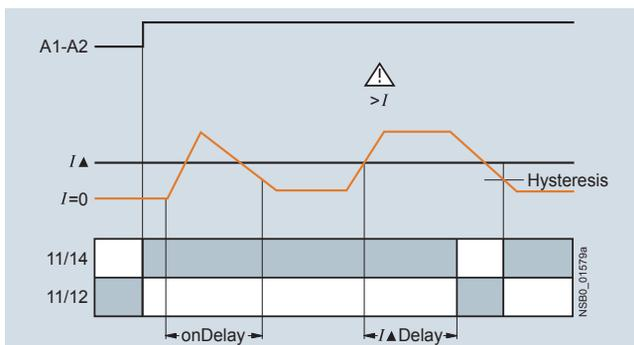 A1-A2
>I
I▲
I=0
Hysteresis
11/14
11/12
onDelay
I▲Delay
NSB0_01579a